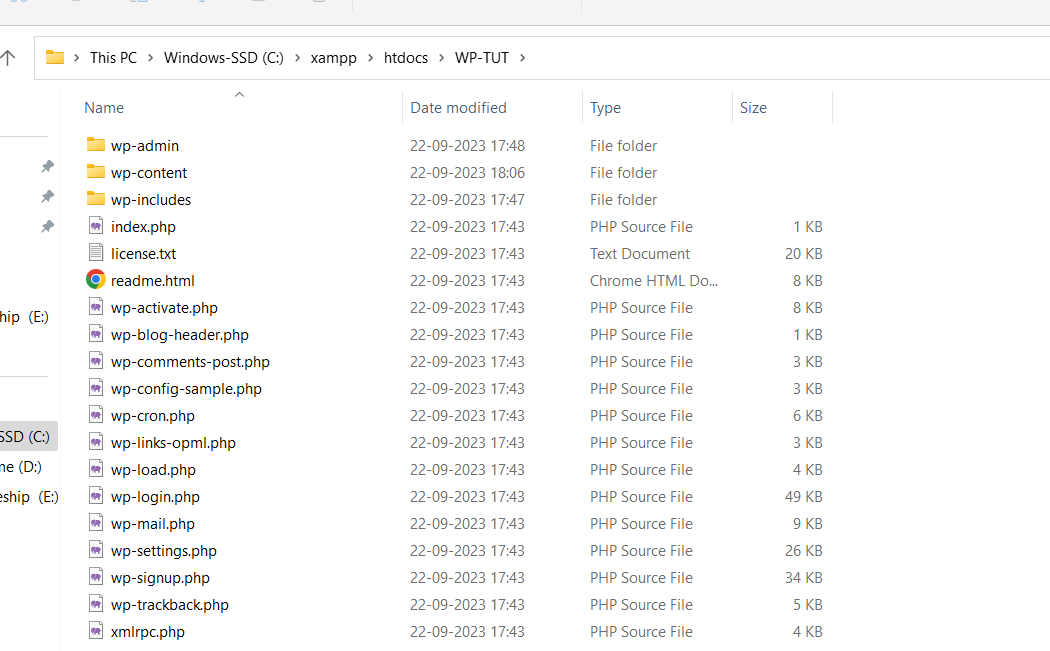 This PC > Windows-SSD (C:) > xampp > htdocs > WP-TUT >
Name Date modified Type Size
wp-admin 22-09-2023 17:48 File folder
wp-content 22-09-2023 18:06 File folder
wp-includes 22-09-2023 17:47 File folder
index.php 22-09-2023 17:43 PHP Source File 1 KB
license.txt 22-09-2023 17:43 Text Document 20 KB
readme.html 22-09-2023 17:43 Chrome HTML Do... 8 KB
hip (E:) wp-activate.php 22-09-2023 17:43 PHP Source File 8 KB
wp-blog-header.php 22-09-2023 17:43 PHP Source File 1 KB
wp-comments-post.php 22-09-2023 17:43 PHP Source File 3 KB
wp-config-sample.php 22-09-2023 17:43 PHP Source File 3 KB
wp-cron.php 22-09-2023 17:43 PHP Source File 6 KB
SSD (C:) wp-links-opml.php 22-09-2023 17:43 PHP Source File 3 KB
me (D:) wp-load.php 22-09-2023 17:43 PHP Source File 4 KB
eship (E:) wp-login.php 22-09-2023 17:43 PHP Source File 49 KB
wp-mail.php 22-09-2023 17:43 PHP Source File 9 KB
wp-settings.php 22-09-2023 17:43 PHP Source File 26 KB
wp-signup.php 22-09-2023 17:43 PHP Source File 34 KB
wp-trackback.php 22-09-2023 17:43 PHP Source File 5 KB
xmlrpc.php 22-09-2023 17:43 PHP Source File 4 KB